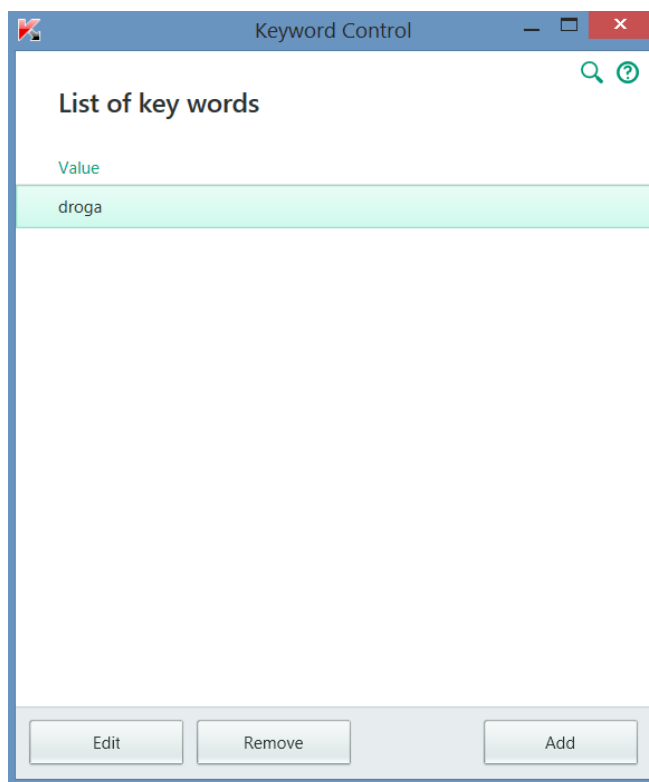 Keyword Control
List of key words
Value
droga
Edit Remove Add